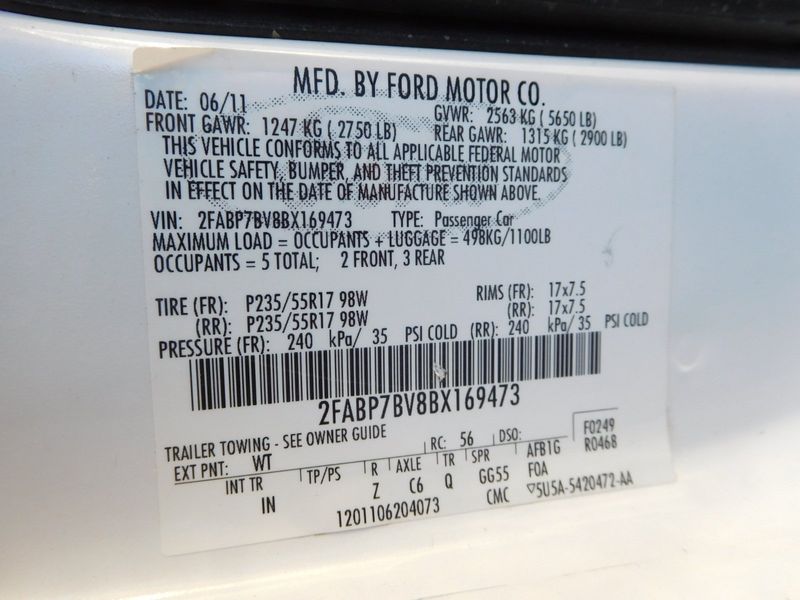 MFD. BY FORD MOTOR CO.
DATE: 06/11 GVWR: 2563 KG ( 5650 LB)
FRONT GAWR: 1247 KG ( 2750 LB) REAR GAWR: 1315 KG ( 2900 LB)
THIS VEHICLE CONFORMS TO ALL APPLICABLE FEDERAL MOTOR
VEHICLE SAFETY, BUMPER, AND THEFT PREVENTION STANDARDS
IN EFFECT ON THE DATE OF MANUFACTURE SHOWN ABOVE.
VIN: 2FABP7BV8BX169473 TYPE: Passenger Car
MAXIMUM LOAD = OCCUPANTS + LUGGAGE = 498KG/1100LB
OCCUPANTS = 5 TOTAL; 2 FRONT, 3 REAR
TIRE (FR): P235/55R17 98W RIMS (FR): 17x7.5
(RR): P235/55R17 98W (RR): 17x7.5
PRESSURE (FR): 240 kPa/ 35 PSI COLD (RR): 240 kPa/ 35 PSI COLD
2FABP7BV8BX169473
TRAILER TOWING - SEE OWNER GUIDE
EXT PNT: WT RC: 56 DSO: F0249
R0468
INT TR TP/PS R AXLE TR SPR AFB1G
IN Z C6 Q GG55 FOA
1201106204073 CMC ▽5U5A-5420472-AA